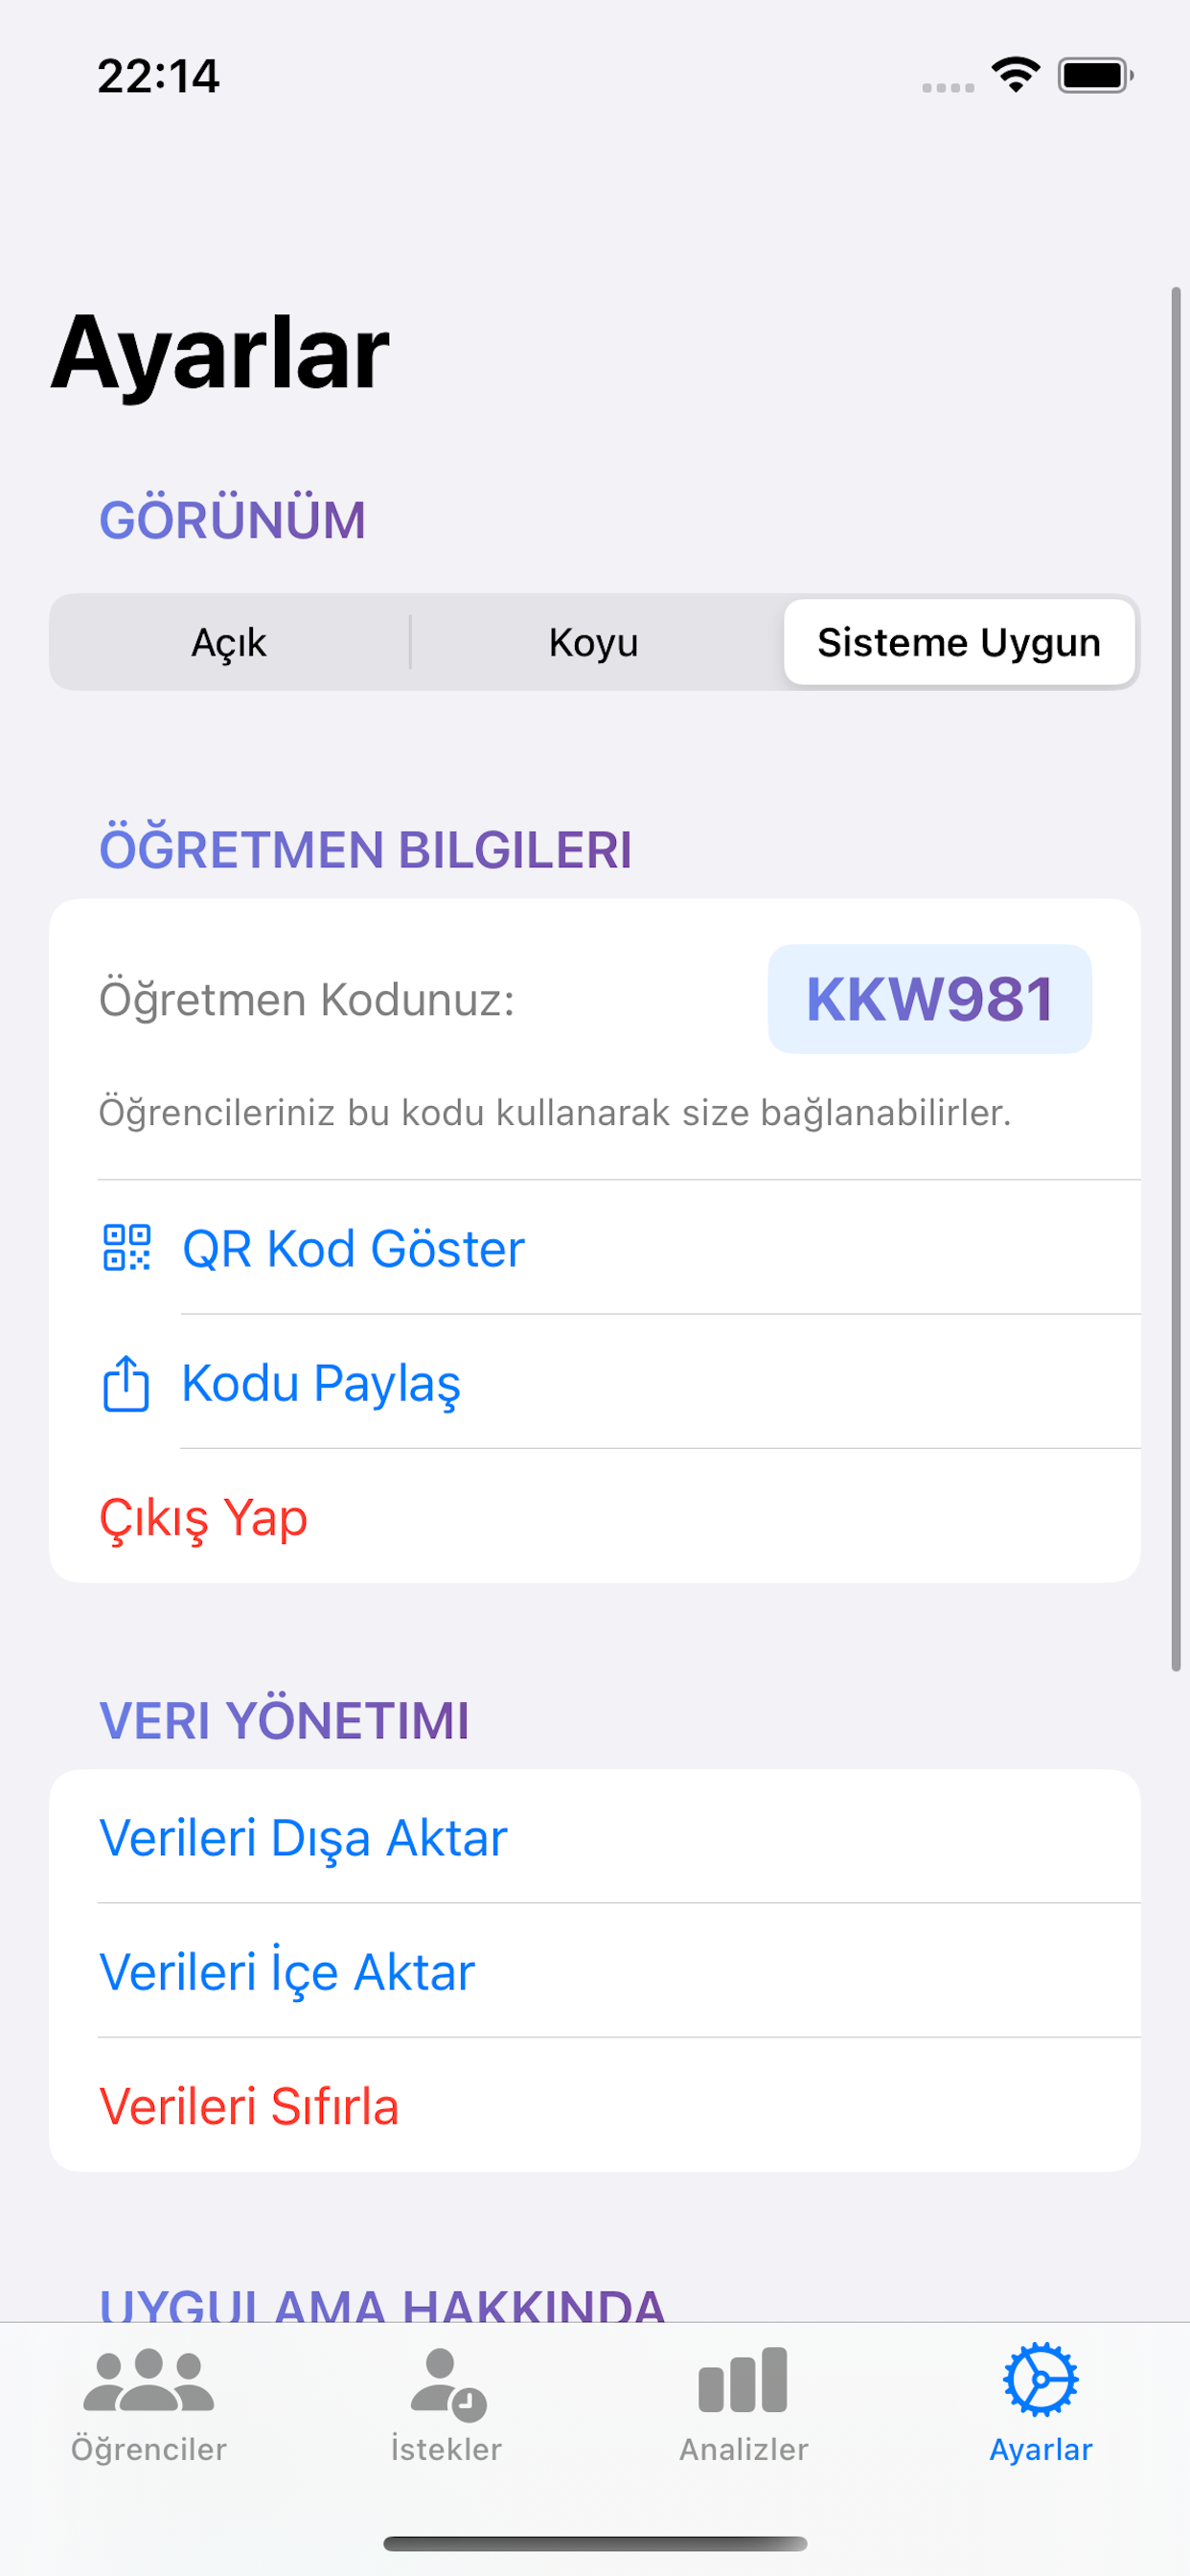 22:14
Ayarlar
GÖRÜNÜM
Açık
Koyu
Sisteme Uygun
ÖĞRETMEN BILGILERI
Öğretmen Kodunuz:
KKW981
Öğrencileriniz bu kodu kullanarak size bağlanabilirler.
QR Kod Göster
Kodu Paylaş
Çıkış Yap
VERI YÖNETIMI
Verileri Dışa Aktar
Verileri İçe Aktar
Verileri Sıfırla
UYGULAMA HAKKINDA
Öğrenciler
İstekler
Analizler
Ayarlar